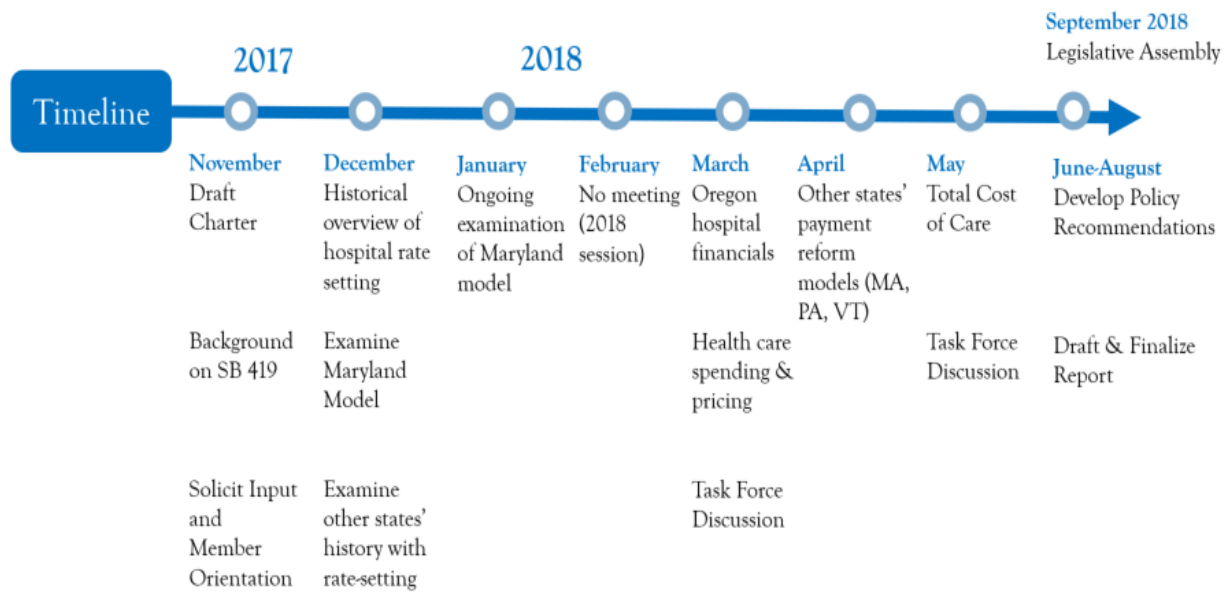 September 2018
Legislative Assembly
2017
2018
Timeline
November
Draft
Charter
Background
on SB 419
Solicit Input
and
Member
Orientation
December
Historical
overview of
hospital rate
setting
Examine
Maryland
Model
Examine
other states’
history with
rate-setting
January
Ongoing
examination
of Maryland
model
February
No meeting
(2018
session)
March
Oregon
hospital
financials
Health care
spending &
pricing
Task Force
Discussion
April
Other states’
payment
reform
models (MA,
PA, VT)
May
Total Cost
of Care
Task Force
Discussion
June-August
Develop Policy
Recommendations
Draft & Finalize
Report